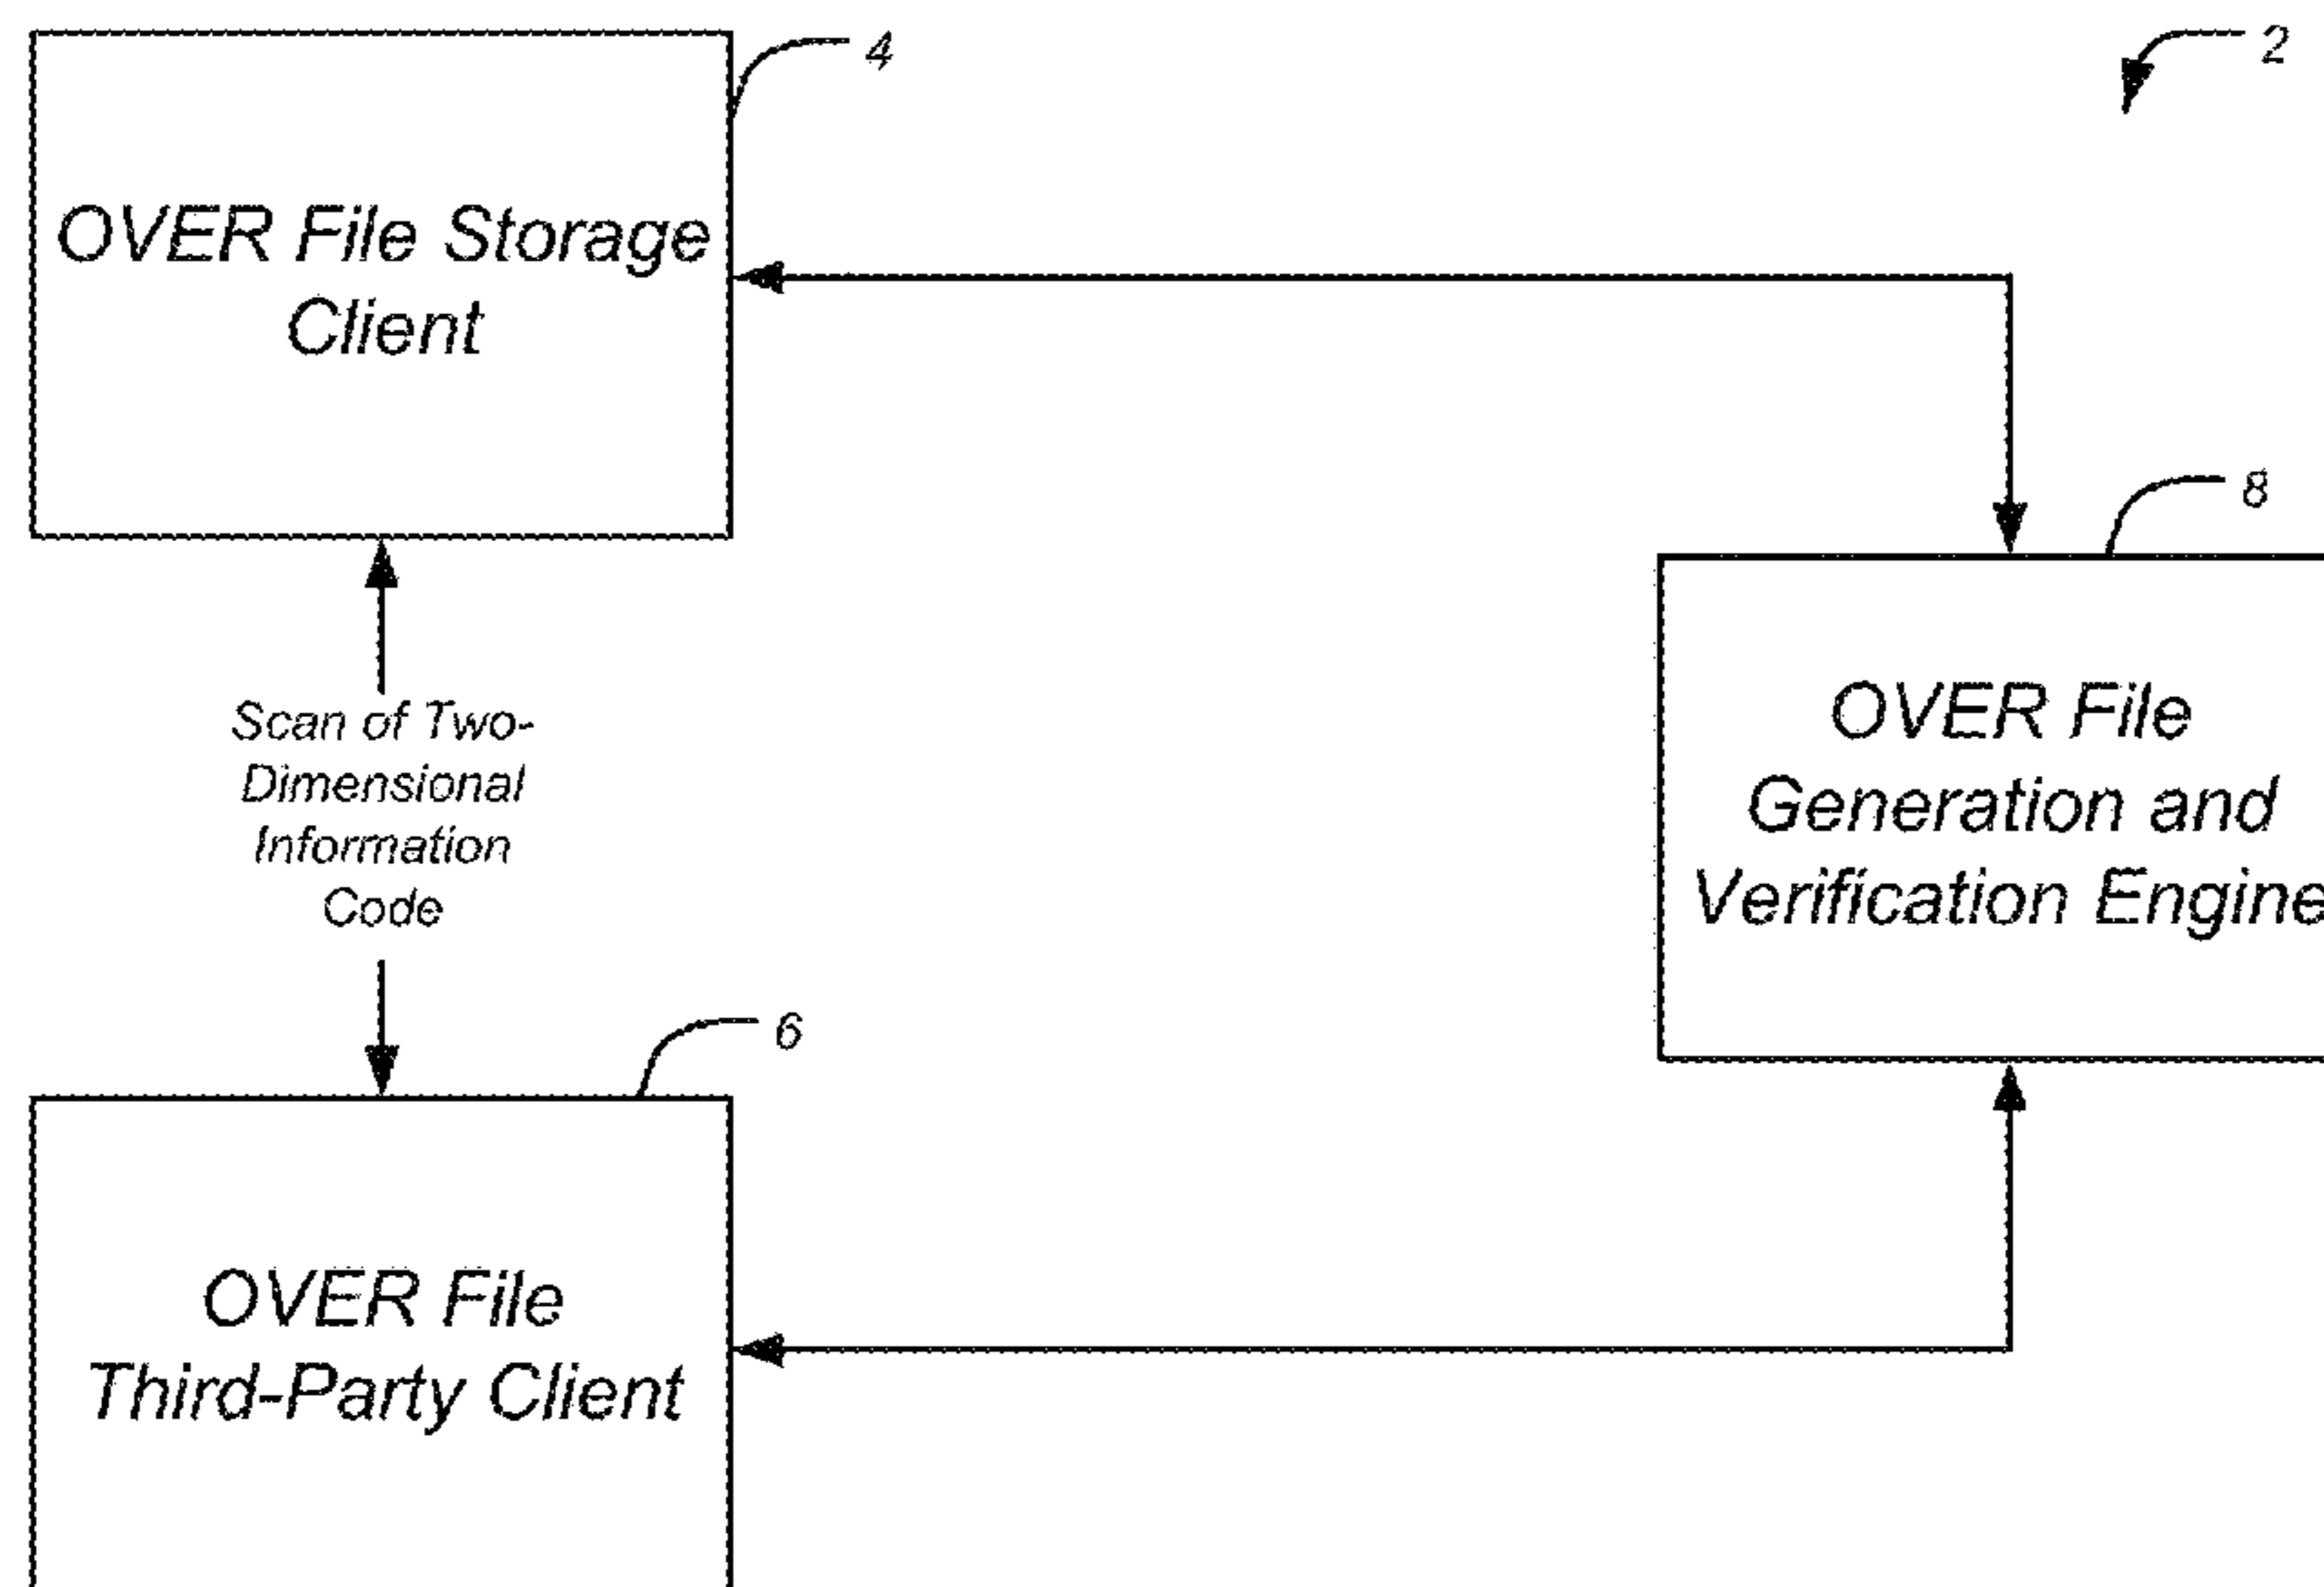 4
2
OVER File Storage
Client
8
Scan of Two-
Dimensional
Information
Code
OVER File
Generation and
Verification Engine
6
OVER File
Third-Party Client